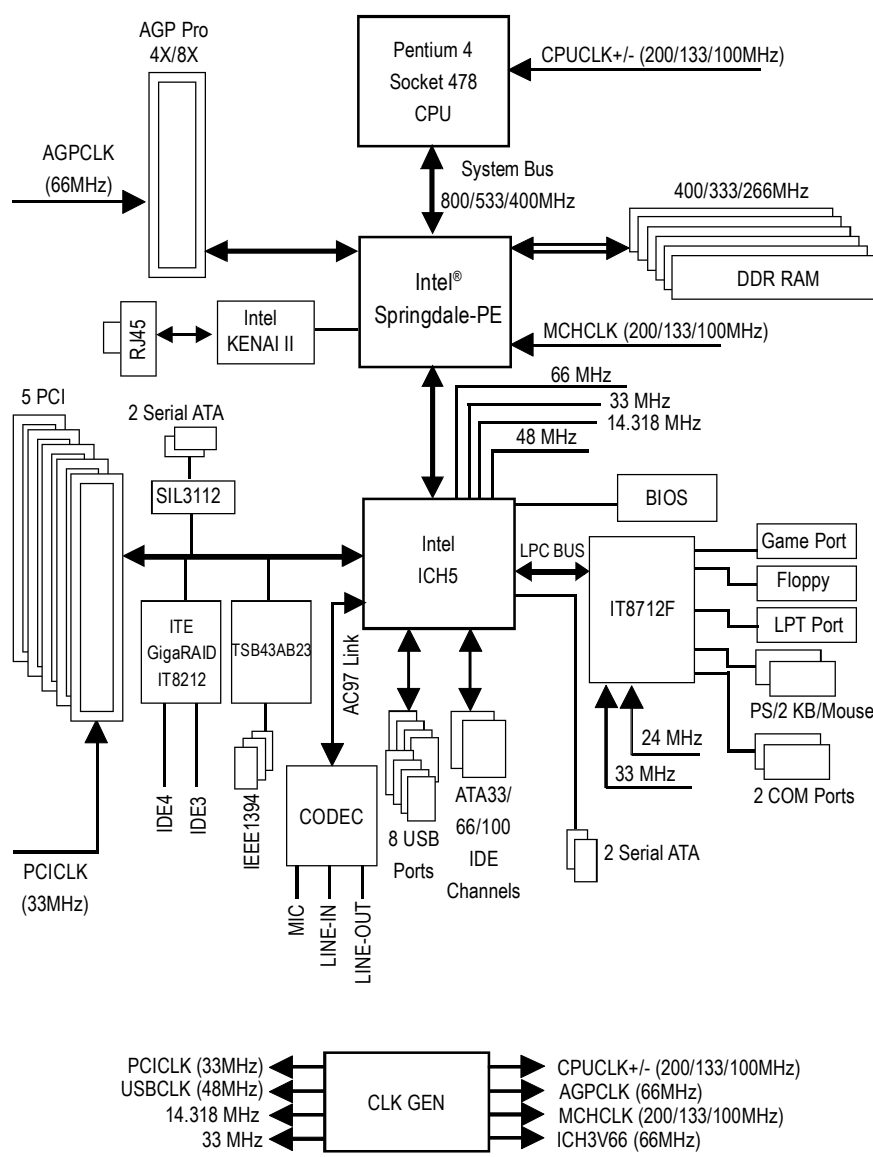 AGP Pro
4X/8X
Pentium 4
Socket 478
CPU
CPUCLK+/- (200/133/100MHz)
AGPCLK
(66MHz)
System Bus
800/533/400MHz
400/333/266MHz
DDR RAM
Intel®
Springdale-PE
RJ45
Intel
KENAI II
MCHCLK (200/133/100MHz)
66 MHz
33 MHz
14.318 MHz
48 MHz
5 PCI
2 Serial ATA
SIL3112
BIOS
Intel
ICH5
LPC BUS
IT8712F
Game Port
Floppy
LPT Port
PS/2 KB/Mouse
2 COM Ports
24 MHz
33 MHz
ITE
GigaRAID
IT8212
TSB43AB23
AC97 Link
IDE4
IDE3
IEEE1394
CODEC
MIC
LINE-IN
LINE-OUT
8 USB
Ports
ATA33/
66/100
IDE
Channels
2 Serial ATA
PCICLK
(33MHz)
PCICLK (33MHz)
USBCLK (48MHz)
14.318 MHz
33 MHz
CLK GEN
CPUCLK+/- (200/133/100MHz)
AGPCLK (66MHz)
MCHCLK (200/133/100MHz)
ICH3V66 (66MHz)